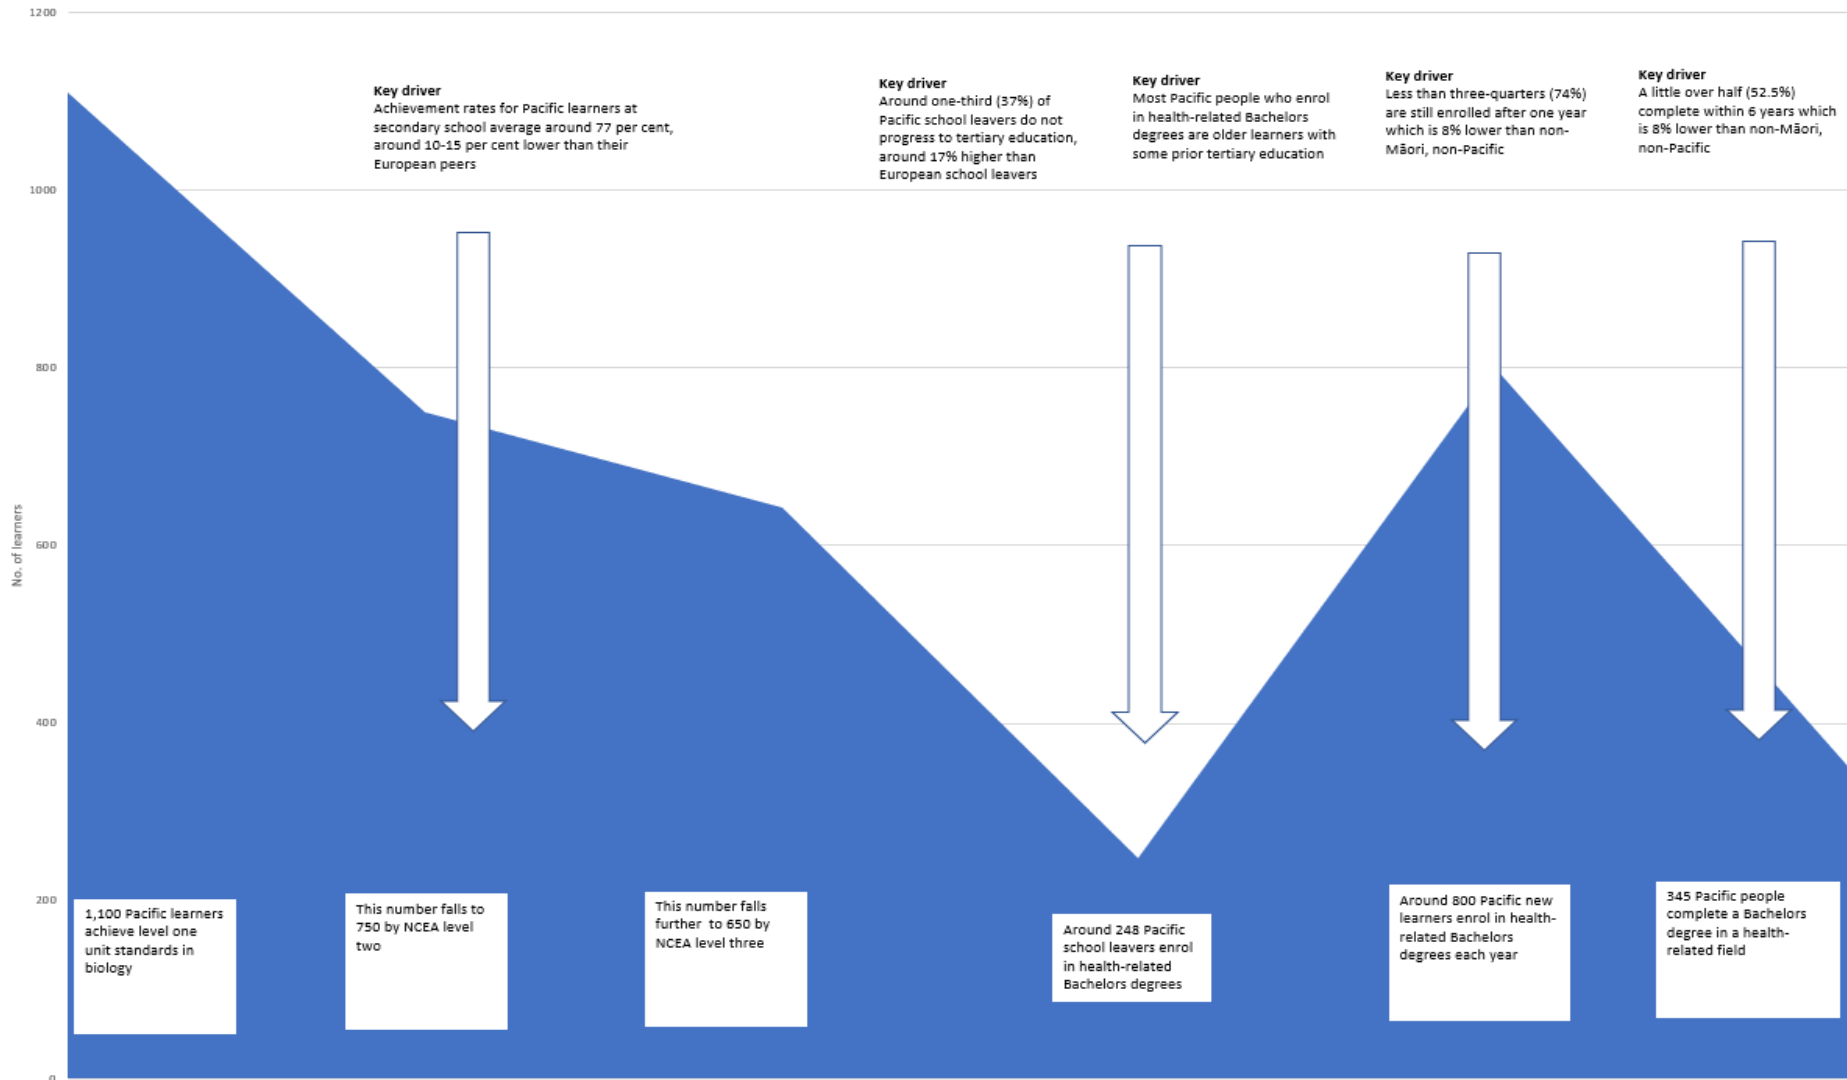 1200
1000
800
600
400
200
0
No. of learners
Key driver
Achievement rates for Pacific learners at
secondary school average around 77 per cent,
around 10-15 per cent lower than their
European peers
Key driver
Around one-third (37%) of
Pacific school leavers do not
progress to tertiary education,
around 17% higher than
European school leavers
Key driver
Most Pacific people who enrol
in health-related Bachelors
degrees are older learners with
some prior tertiary education
Key driver
Less than three-quarters (74%)
are still enrolled after one year
which is 8% lower than non-
Māori, non-Pacific
Key driver
A little over half (52.5%)
complete within 6 years which
is 8% lower than non-Māori,
non-Pacific
1,100 Pacific learners
achieve level one
unit standards in
biology
This number falls to
750 by NCEA level
two
This number falls
further to 650 by
NCEA level three
Around 248 Pacific
school leavers enrol
in health-related
Bachelors degrees
Around 800 Pacific new
learners enrol in health-
related Bachelors
degrees each year
345 Pacific people
complete a Bachelors
degree in a health-
related field